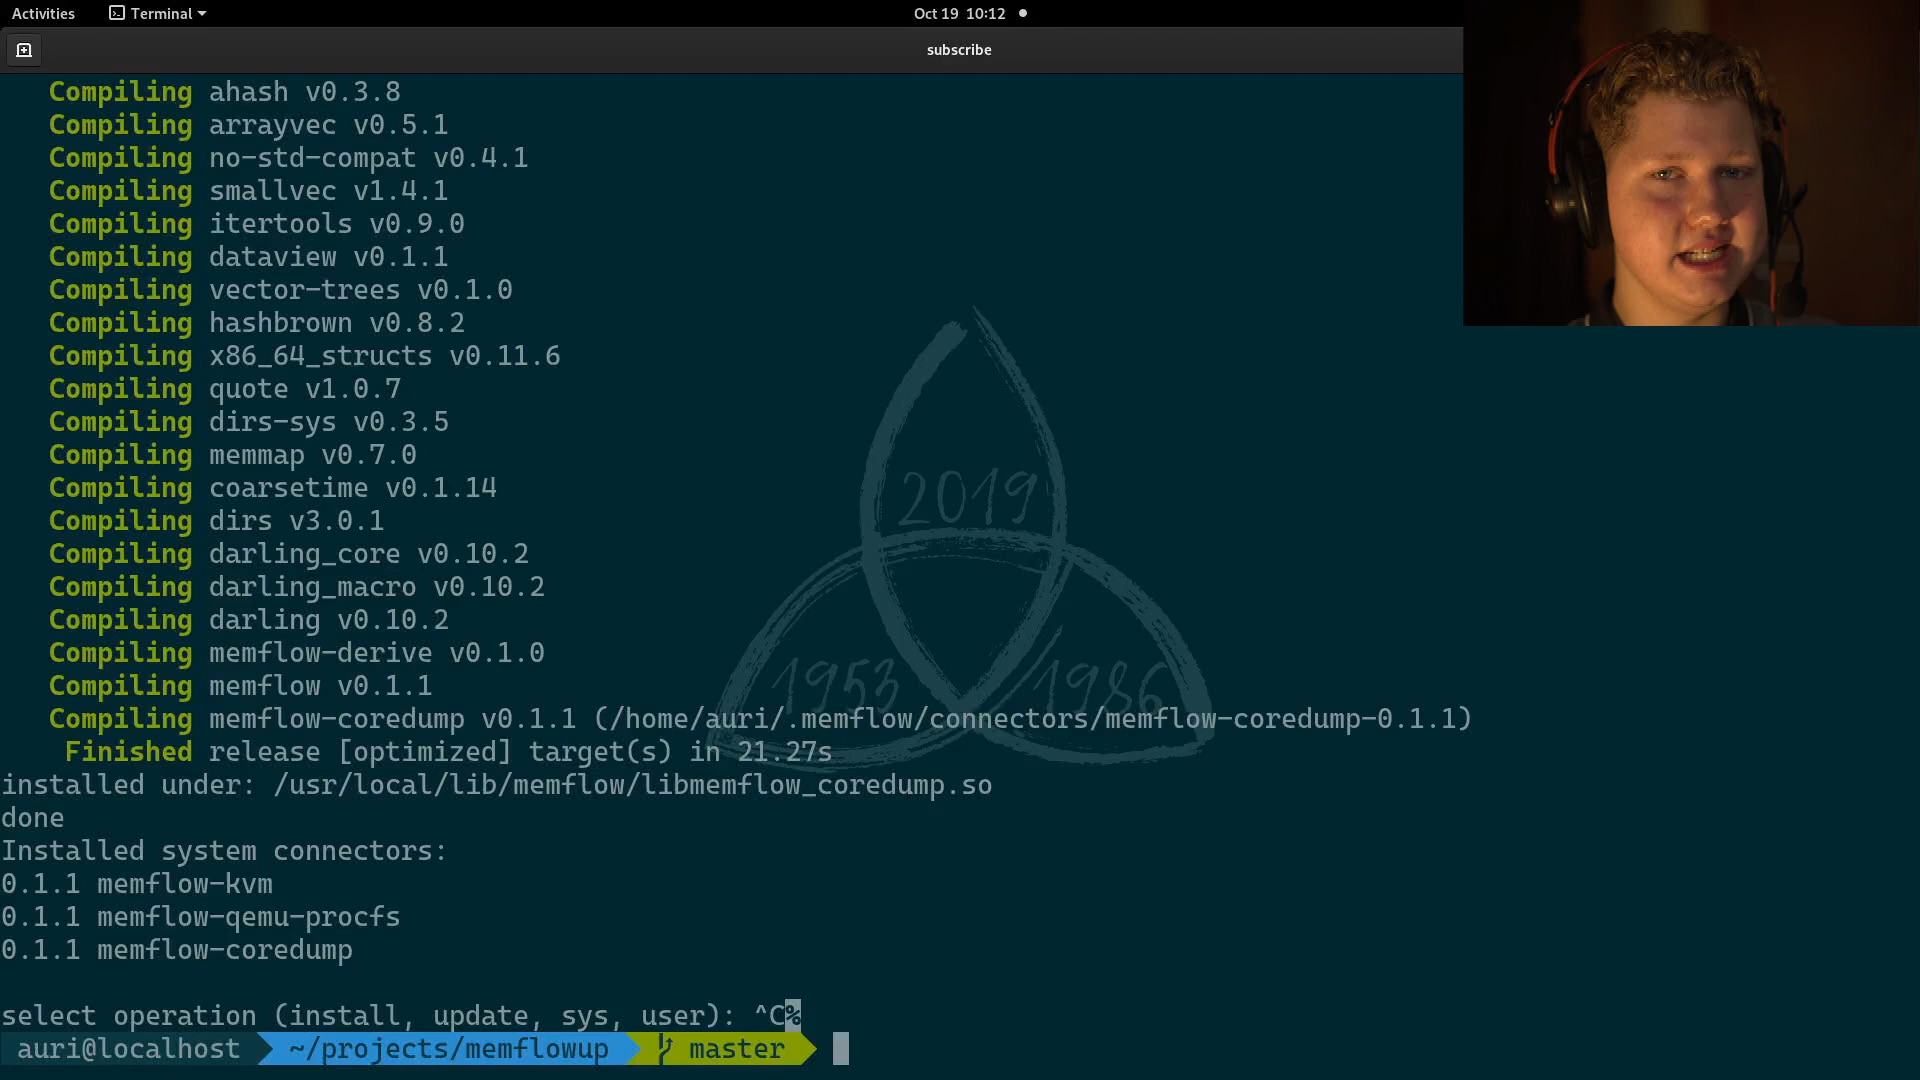 Activities
Terminal
Oct 19 10:12
subscribe
Compiling ahash v0.3.8
Compiling arrayvec v0.5.1
Compiling no-std-compat v0.4.1
Compiling smallvec v1.4.1
Compiling itertools v0.9.0
Compiling dataview v0.1.1
Compiling vector-trees v0.1.0
Compiling hashbrown v0.8.2
Compiling x86_64_structs v0.11.6
Compiling quote v1.0.7
Compiling dirs-sys v0.3.5
Compiling memmap v0.7.0
Compiling coarsetime v0.1.14
Compiling dirs v3.0.1
Compiling darling_core v0.10.2
Compiling darling_macro v0.10.2
Compiling darling v0.10.2
Compiling memflow-derive v0.1.0
Compiling memflow v0.1.1
Compiling memflow-coredump v0.1.1 (/home/auri/.memflow/connectors/memflow-coredump-0.1.1)
Finished release [optimized] target(s) in 21.27s
installed under: /usr/local/lib/memflow/libmemflow_coredump.so
done
Installed system connectors:
0.1.1 memflow-kvm
0.1.1 memflow-qemu-procfs
0.1.1 memflow-coredump
select operation (install, update, sys, user): ^C%
auri@localhost ~/projects/memflowup master
2019
1953
1986